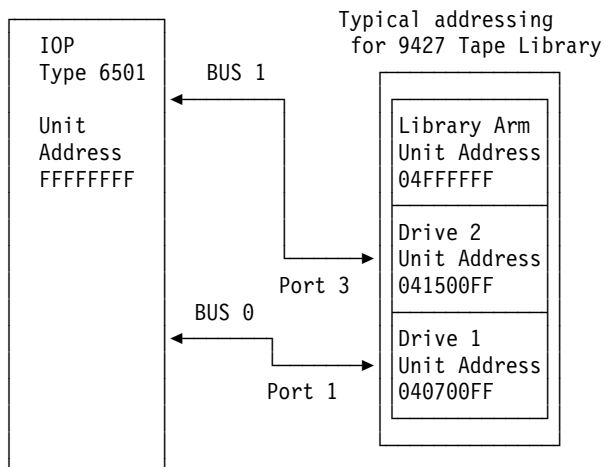 Typical addressing
for 9427 Tape Library
IOP
Type 6501
Unit
Address
FFFFFFFF
BUS 1
Library Arm
Unit Address
04FFFFFF
Drive 2
Unit Address
041500FF
Port 3
BUS 0
Drive 1
Unit Address
040700FF
Port 1